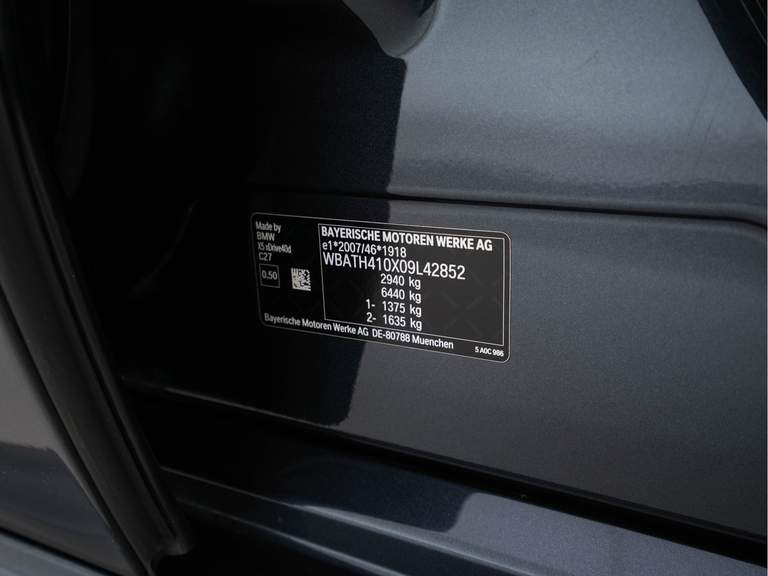 Made by
BMW
X5 xDrive40d
C27
0.50
BAYERISCHE MOTOREN WERKE AG
e1*2007/46*1918
WBATH410X09L42852
2940 kg
6440 kg
1- 1375 kg
2- 1635 kg
Bayerische Motoren Werke AG DE-80788 Muenchen
5 A0C 986